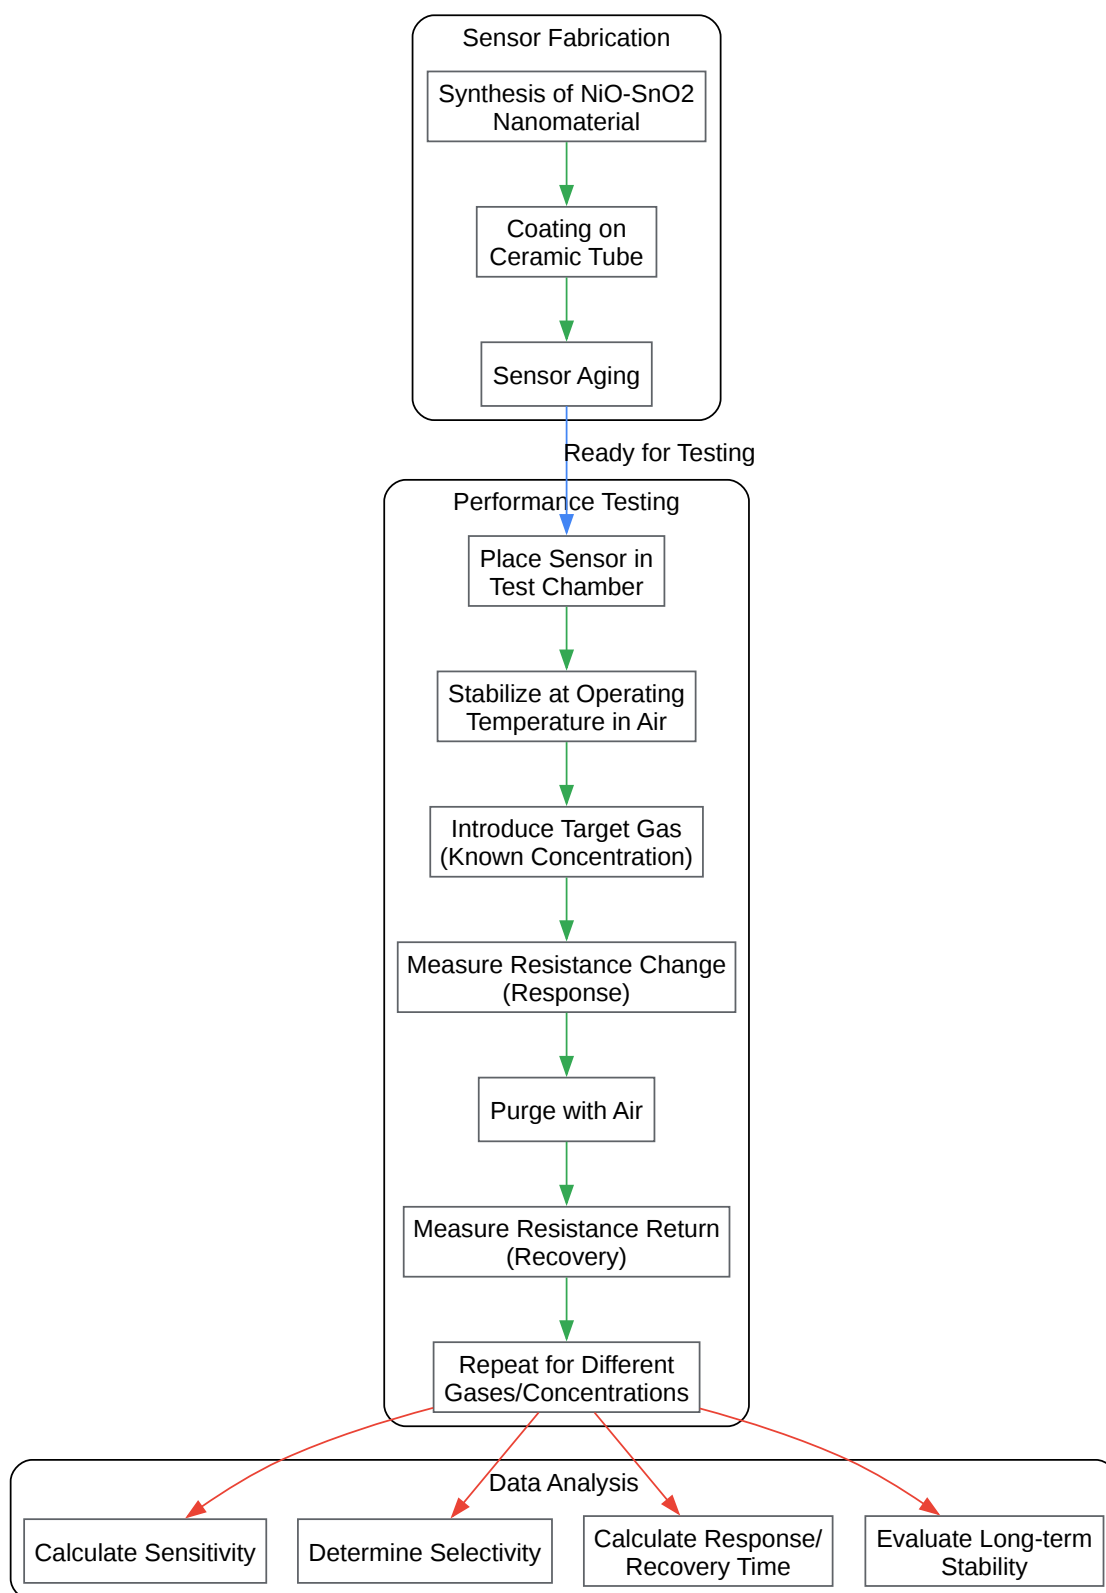 Sensor Fabrication
Synthesis of NiO-SnO2
Nanomaterial
Coating on
Ceramic Tube
Sensor Aging
Ready for Testing
Performance Testing
Place Sensor in
Test Chamber
Stabilize at Operating
Temperature in Air
Introduce Target Gas
(Known Concentration)
Measure Resistance Change
(Response)
Purge with Air
Measure Resistance Return
(Recovery)
Repeat for Different
Gases/Concentrations
Data Analysis
Calculate Sensitivity
Determine Selectivity
Calculate Response/
Recovery Time
Evaluate Long-term
Stability